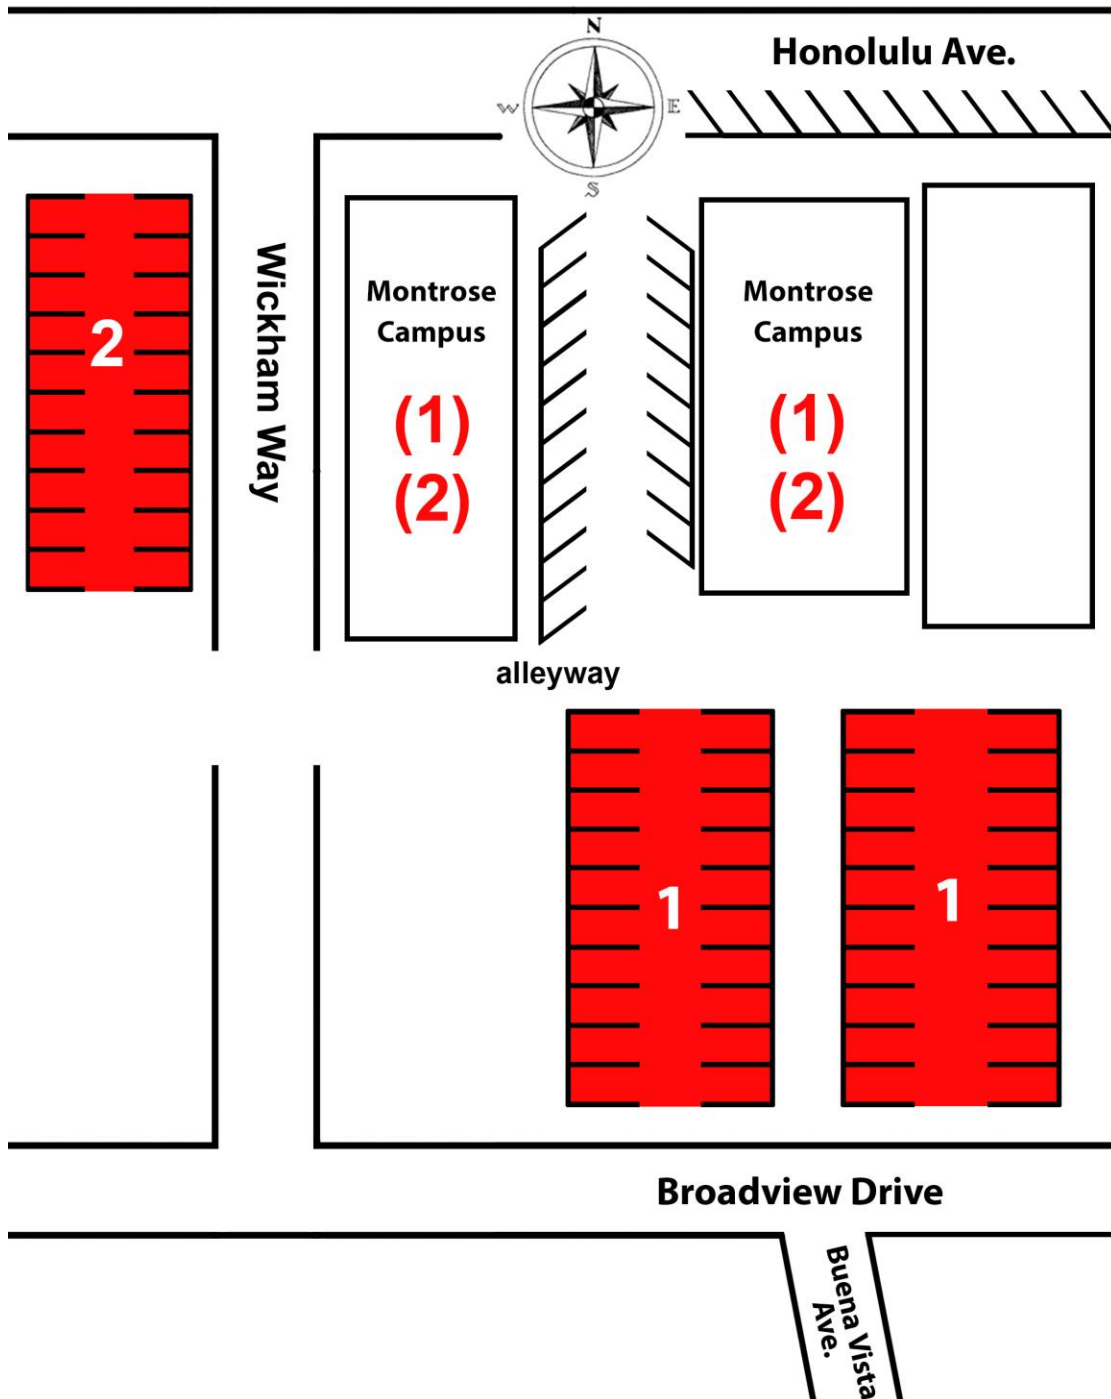 N
Honolulu Ave.
W
E
S
Wickham Way
2
Montrose
Campus
(1)
(2)
Montrose
Campus
(1)
(2)
alleyway
1
1
Broadview Drive
Buena Vista
Ave.